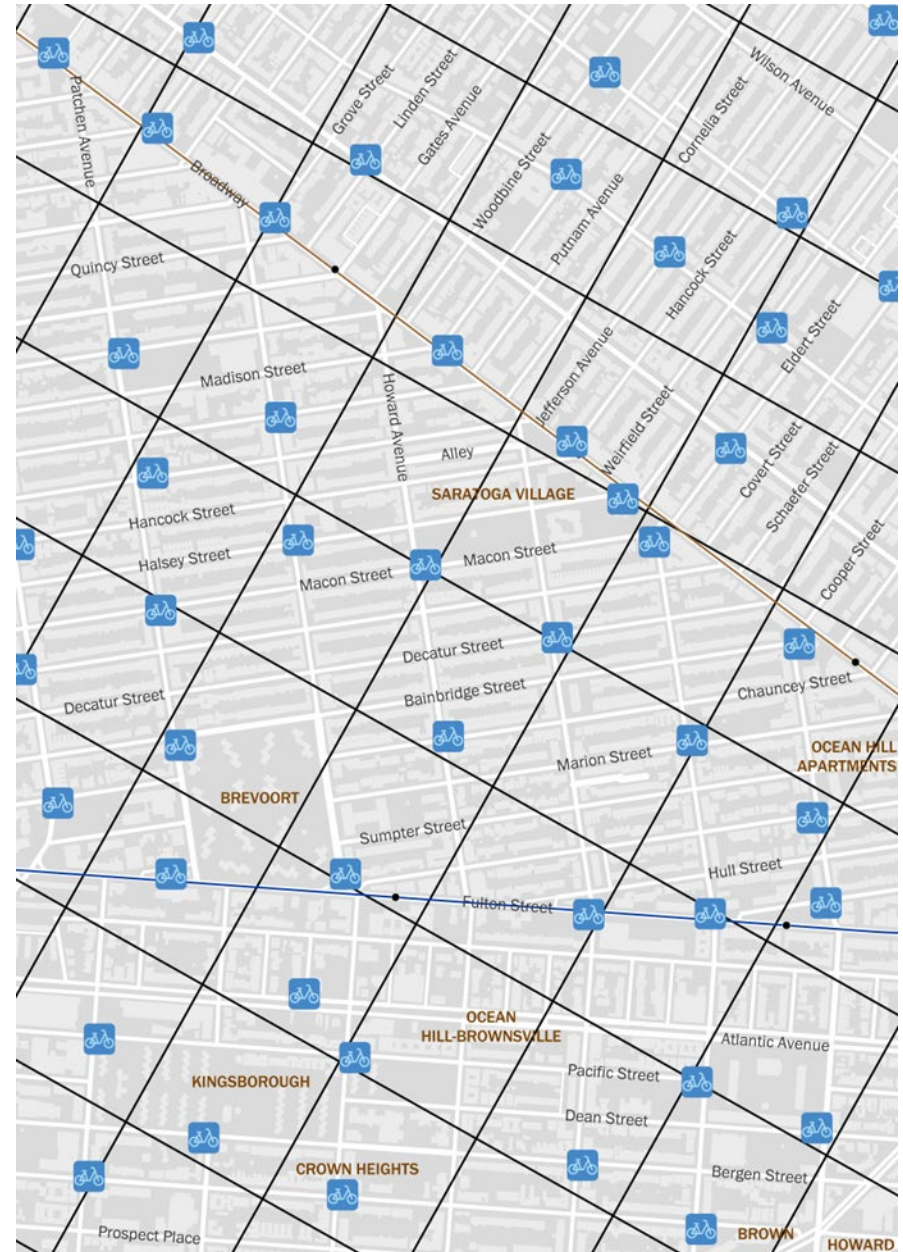 Wilson Avenue
Patchen Avenue
Grove Street
Linden Street
Gates Avenue
Cornelia Street
Broadway
Woodbine Street
Putnam Avenue
Quincy Street
Hancock Street
Eldert Street
Madison Street
Howard Avenue
Jefferson Avenue
Weirfield Street
Alley
Covert Street
Schaefer Street
SARATOGA VILLAGE
Hancock Street
Halsey Street
Macon Street
Macon Street
Cooper Street
Decatur Street
Bainbridge Street
Decatur Street
Chauncey Street
Marion Street
OCEAN HILL
APARTMENTS
BREVOORT
Sumpter Street
Hull Street
Fulton Street
OCEAN
HILL-BROWNSVILLE
Atlantic Avenue
KINGSBOROUGH
Pacific Street
Dean Street
CROWN HEIGHTS
Bergen Street
Prospect Place
BROWN
HOWARD